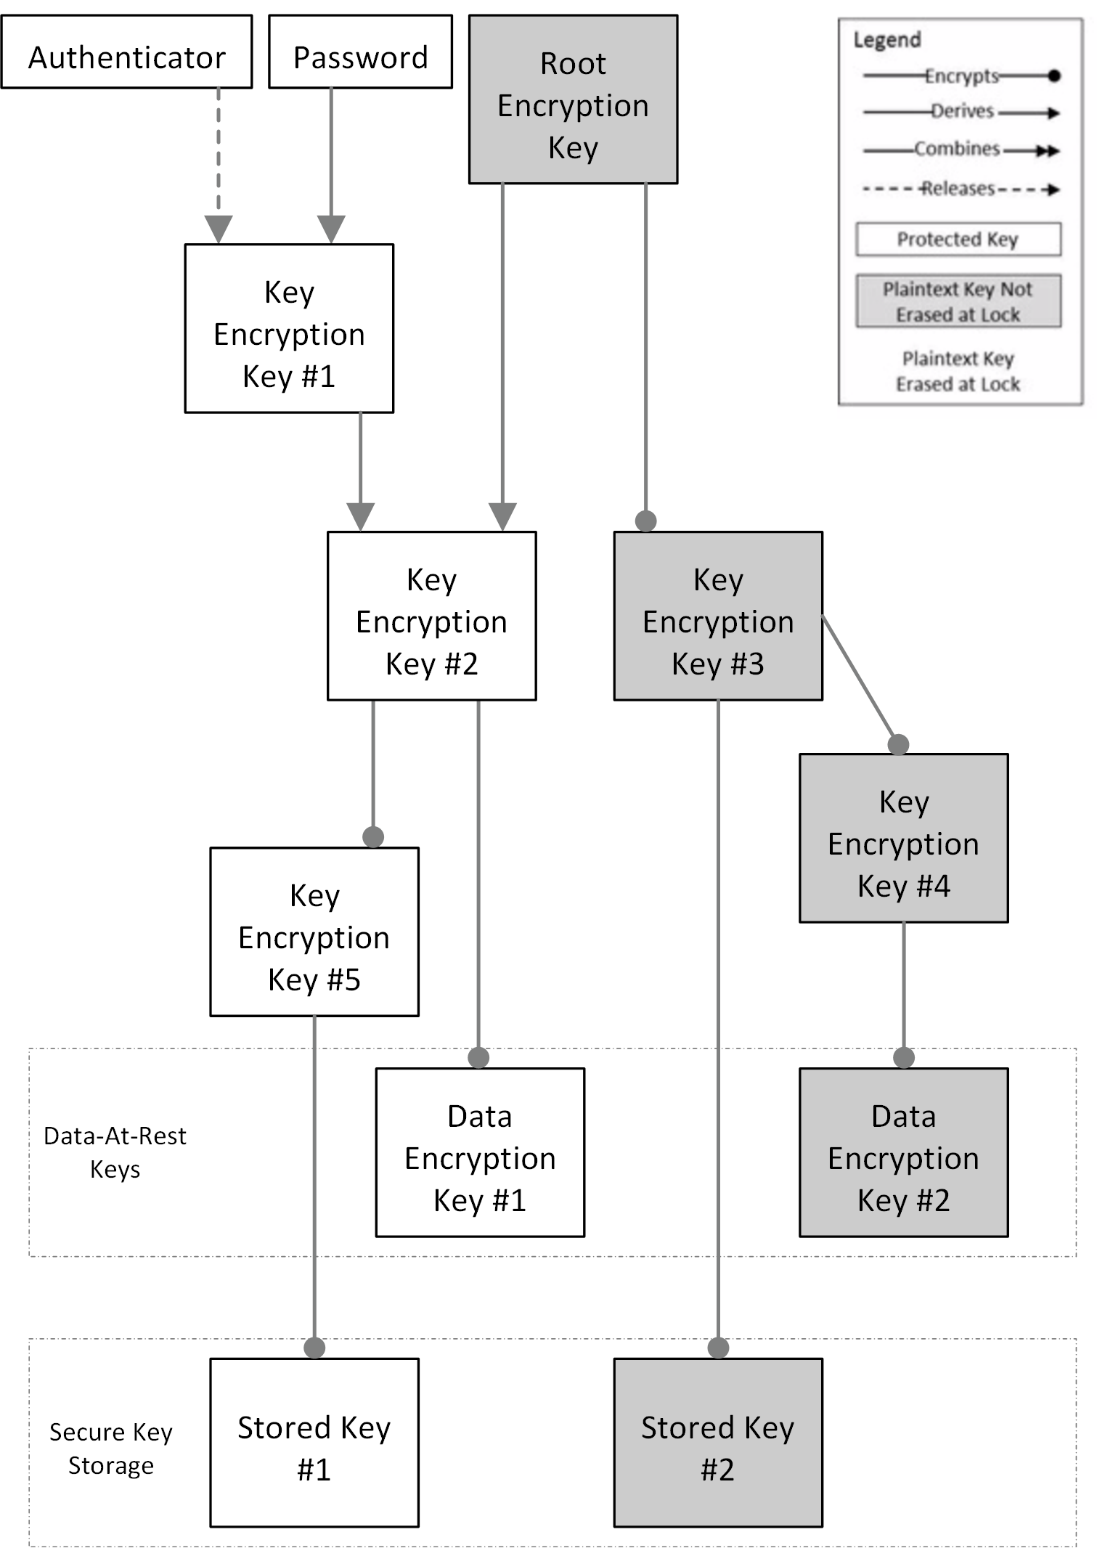 Authenticator
Password
Root
Encryption
Key
Legend
Encrypts
Derives
Combines
Releases
Protected Key
Plaintext Key Not
Erased at Lock
Plaintext Key
Erased at Lock
Key
Encryption
Key #1
Key
Encryption
Key #2
Key
Encryption
Key #3
Key
Encryption
Key #4
Key
Encryption
Key #5
Data-At-Rest
Keys
Data
Encryption
Key #1
Data
Encryption
Key #2
Secure Key
Storage
Stored Key
#1
Stored Key
#2